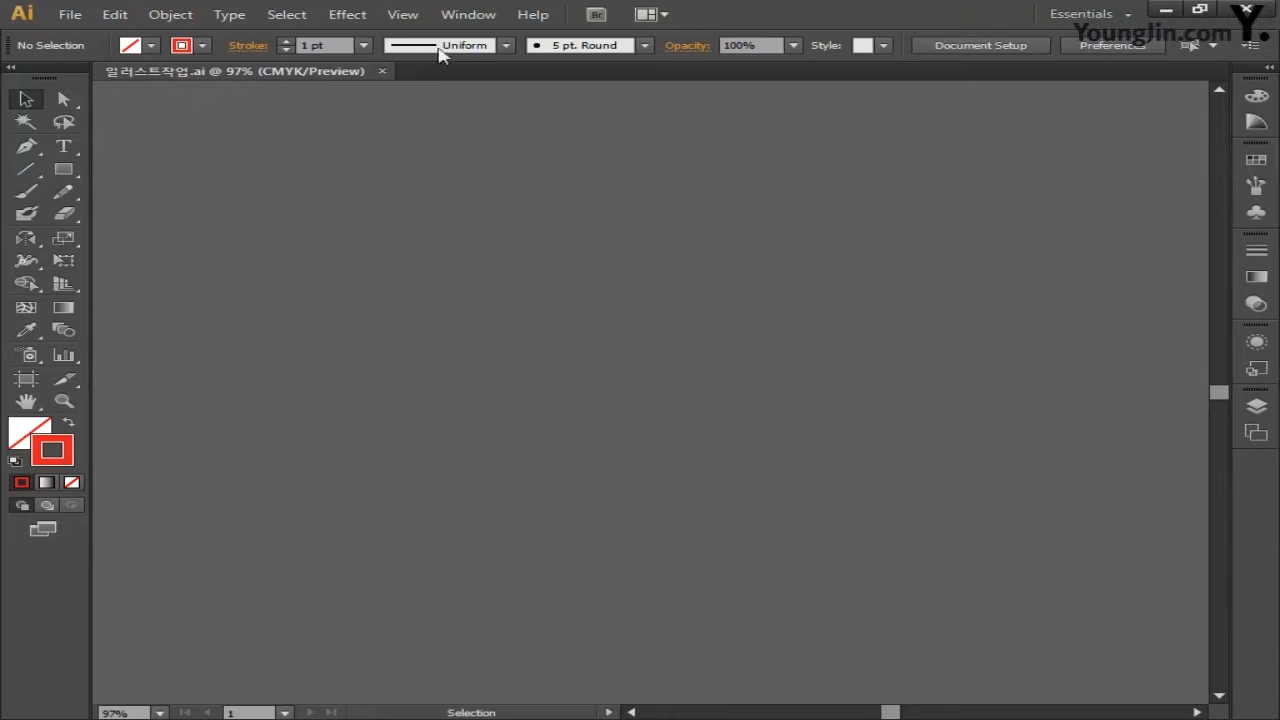 Ai File Edit Object Type Select Effect View Window Help Br Essentials
YoungJin.com Y.
No Selection Stroke: 1 pt Uniform 5 pt. Round Opacity: 100% Style: Document Setup Preferences
일러스트작업.ai @ 97% (CMYK/Preview) ×
T
97% 1 Selection